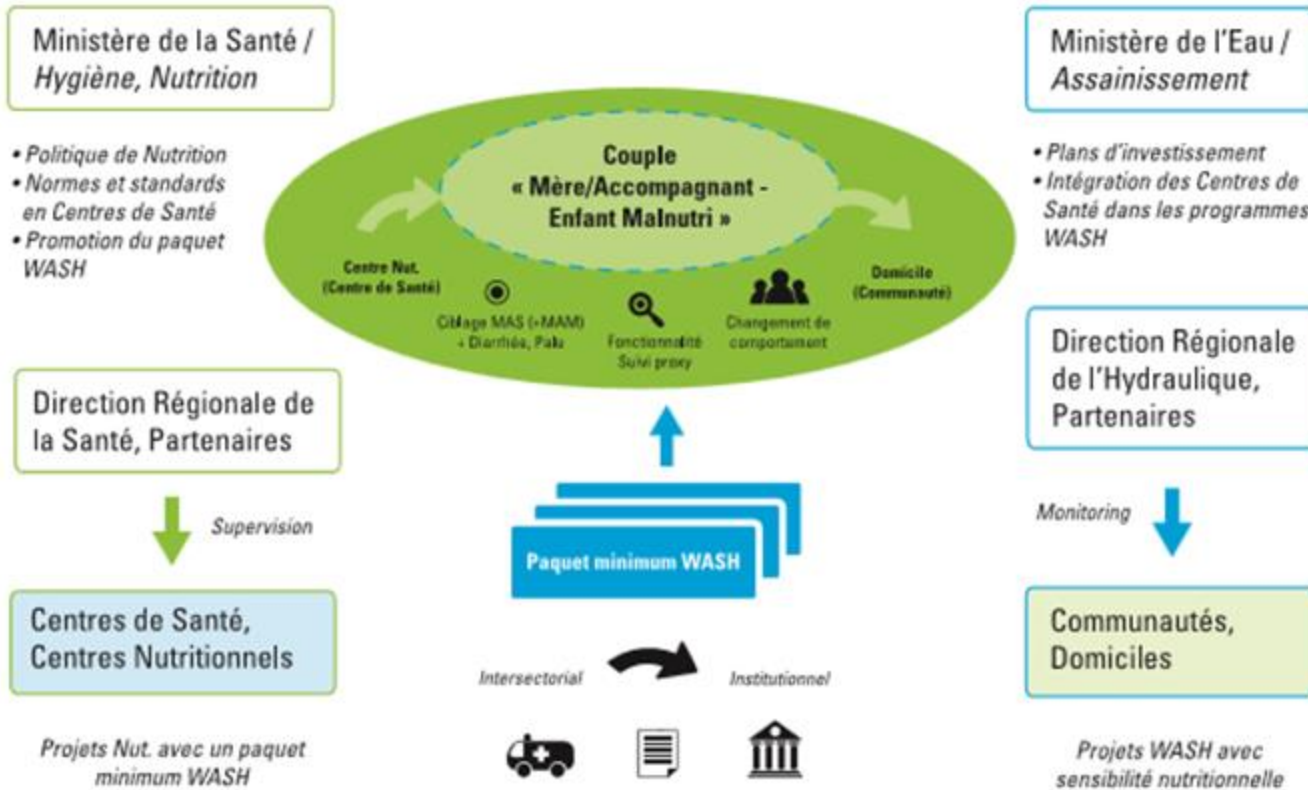 Ministère de la Santé /
Hygiène, Nutrition
• Politique de Nutrition
• Normes et standards
en Centres de Santé
• Promotion du paquet
WASH
Direction Régionale de
la Santé, Partenaires
Supervision
Centres de Santé,
Centres Nutritionnels
Projets Nut. avec un paquet
minimum WASH
Couple
« Mère/Accompagnant -
Enfant Malnutri »
Centre Nut.
(Centre de Santé)
Ciblage MAS (+MAM)
+ Diarrhée, Palu
Fonctionnalité
Suivi proxy
Changement de
comportement
Domicile
(Communauté)
Paquet minimum WASH
Intersectorial
Institutionnel
Ministère de l'Eau /
Assainissement
• Plans d'investissement
• Intégration des Centres de
Santé dans les programmes
WASH
Direction Régionale
de l'Hydraulique,
Partenaires
Monitoring
Communautés,
Domiciles
Projets WASH avec
sensibilité nutritionnelle